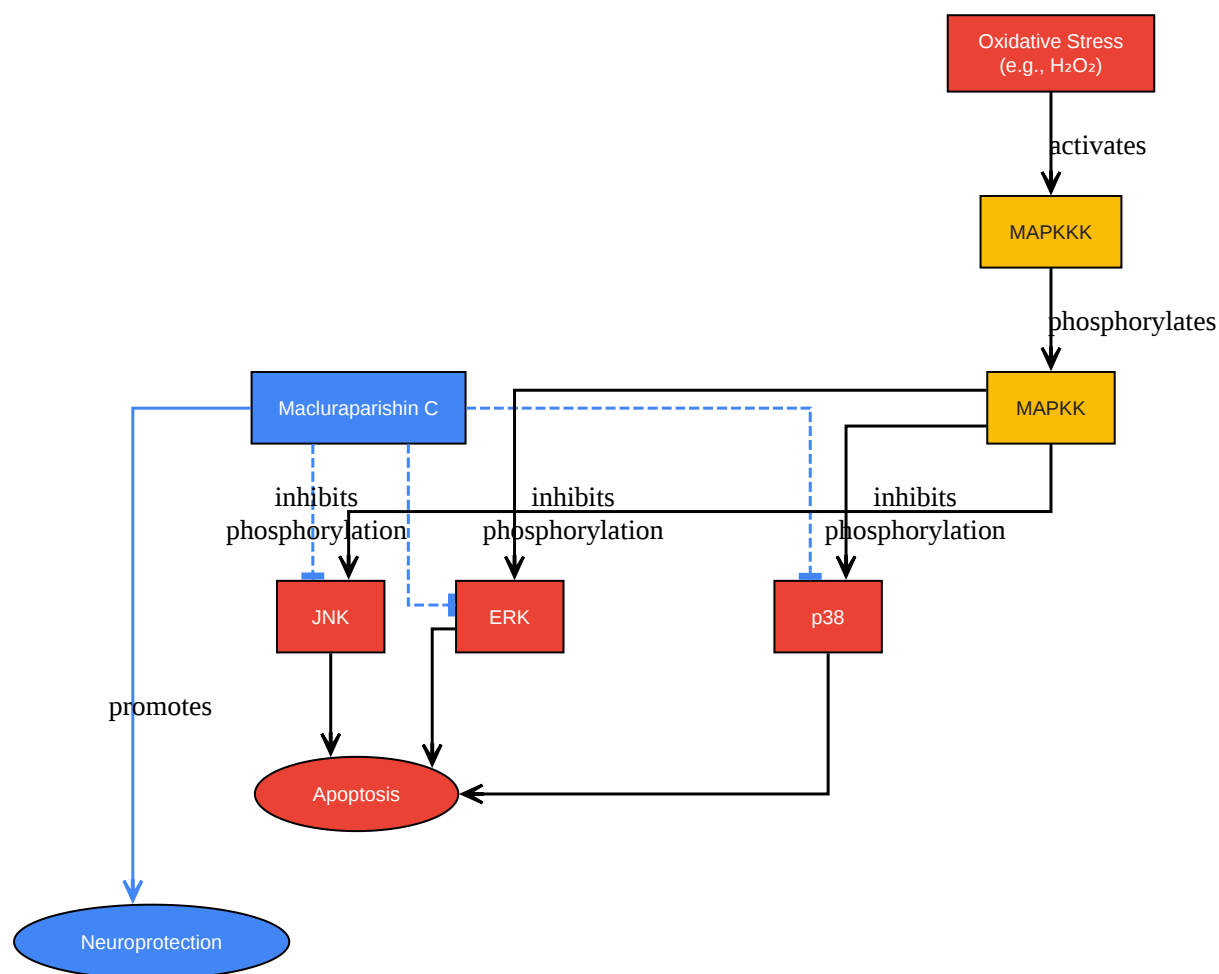 Oxidative Stress
(e.g., H₂O₂)
activates
MAPKKK
phosphorylates
Macluraparishin C
MAPKK
inhibits
phosphorylation
inhibits
phosphorylation
inhibits
phosphorylation
JNK
ERK
p38
promotes
Apoptosis
Neuroprotection